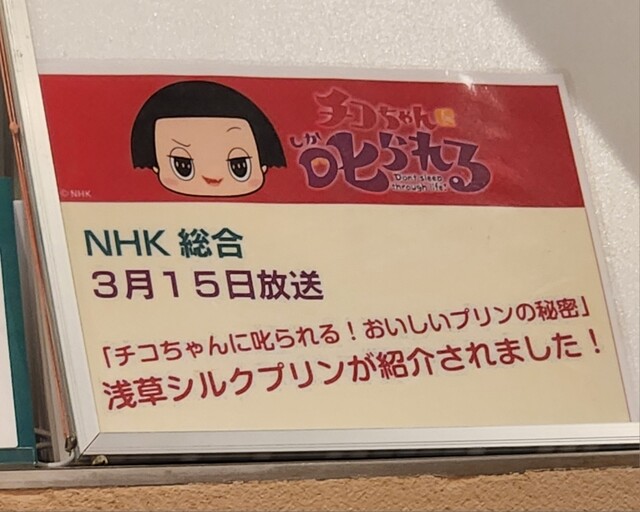 チコちゃんに
しか
叱られる
Don't sleep
through life!
© NHK
NHK 総合
3月15日放送
「チコちゃんに叱られる！おいしいプリンの秘密」
浅草シルクプリンが紹介されました！